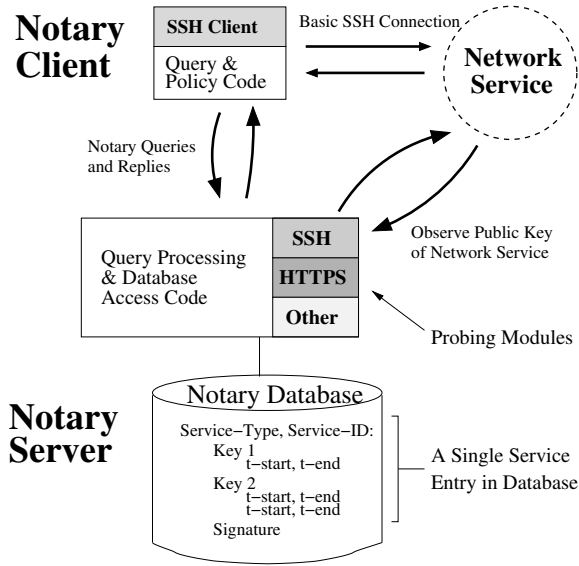 Notary
Client
SSH Client
Query &
Policy Code
Basic SSH Connection
Network
Service
Notary Queries
and Replies
Query Processing
& Database
Access Code
SSH
HTTPS
Other
Observe Public Key
of Network Service
Probing Modules
Notary
Server
Notary Database
Service−Type, Service−ID:
Key 1
t−start, t−end
Key 2
t−start, t−end
t−start, t−end
Signature
A Single Service
Entry in Database